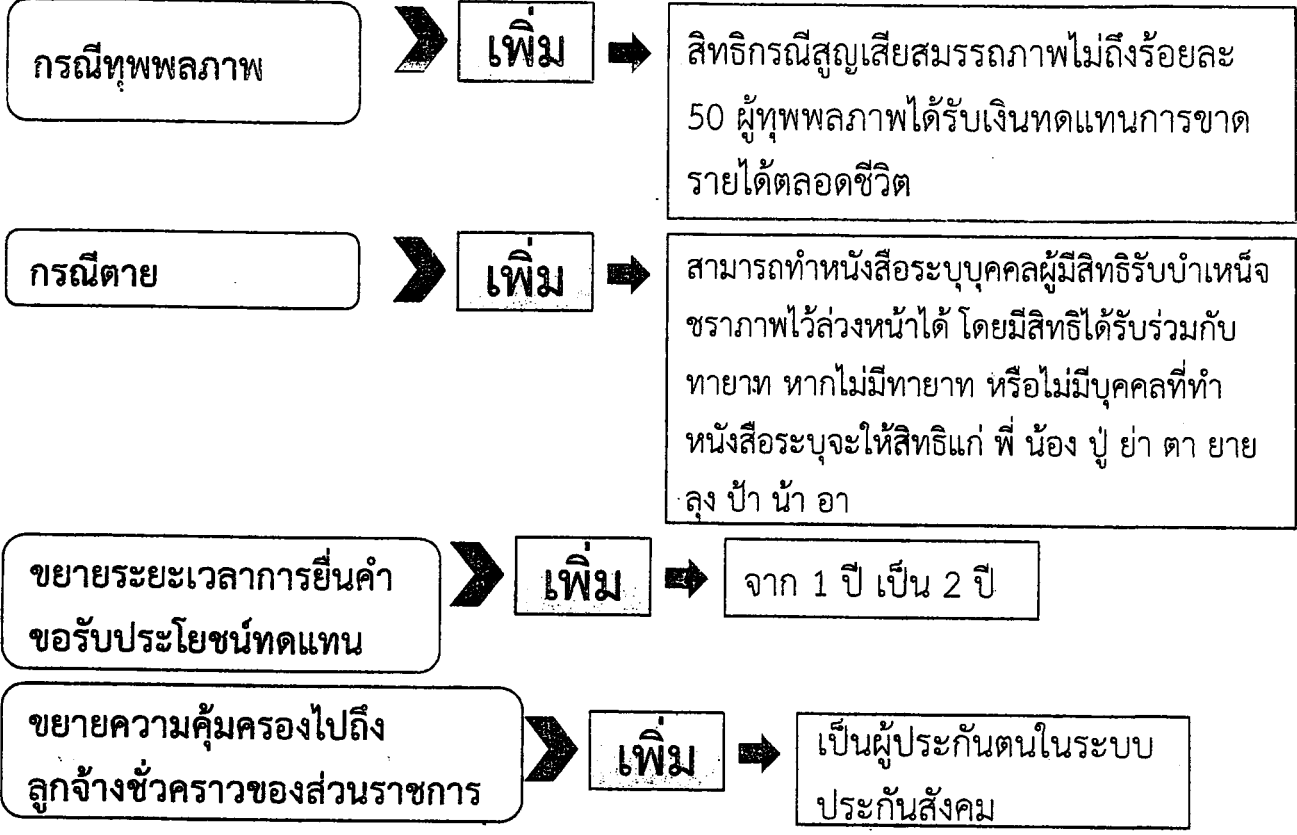 กรณีทุพพลภาพ
เพิ่ม
สิทธิกรณีสูญเสียสมรรถภาพไม่ถึงร้อยละ
50 ผู้ทุพพลภาพได้รับเงินทดแทนการขาด
รายได้ตลอดชีวิต
กรณีตาย
เพิ่ม
สามารถทำหนังสือระบุบุคคลผู้มีสิทธิรับบำเหน็จ
ชราภาพไว้ล่วงหน้าได้ โดยมีสิทธิได้รับร่วมกับ
ทายาท หากไม่มีทายาท หรือไม่มีบุคคลที่ทำ
หนังสือระบุจะให้สิทธิแก่ พี่ น้อง ปู่ ย่า ตา ยาย
ลุง ป้า น้า อา
ขยายระยะเวลาการยื่นคำ
ขอรับประโยชน์ทดแทน
เพิ่ม
จาก 1 ปี เป็น 2 ปี
ขยายความคุ้มครองไปถึง
ลูกจ้างชั่วคราวของส่วนราชการ
เพิ่ม
เป็นผู้ประกันตนในระบบ
ประกันสังคม